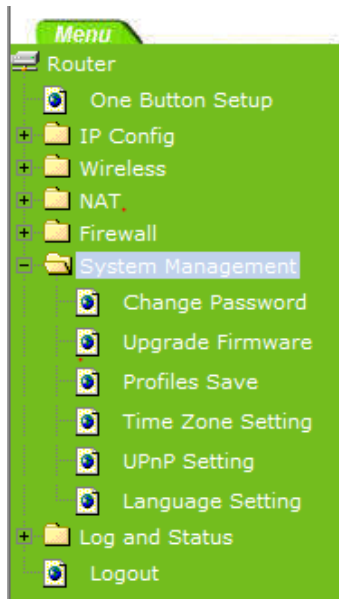 Menu
Router
One Button Setup
IP Config
Wireless
NAT
Firewall
System Management
Change Password
Upgrade Firmware
Profiles Save
Time Zone Setting
UPnP Setting
Language Setting
Log and Status
Logout